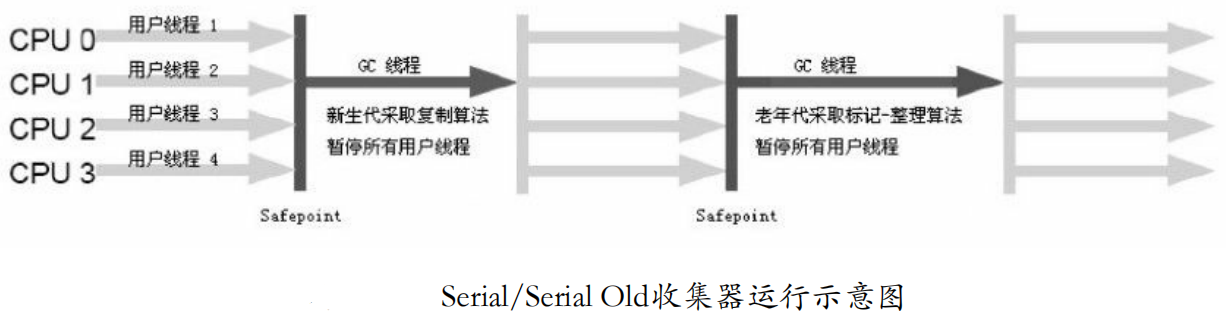 CPU 0
用户线程 1
CPU 1
用户线程 2
CPU 2
用户线程 3
CPU 3
用户线程 4
Safepoint
GC 线程
新生代采取复制算法
暂停所有用户线程
Safepoint
GC 线程
老年代采取标记-整理算法
暂停所有用户线程
Serial/Serial Old收集器运行示意图